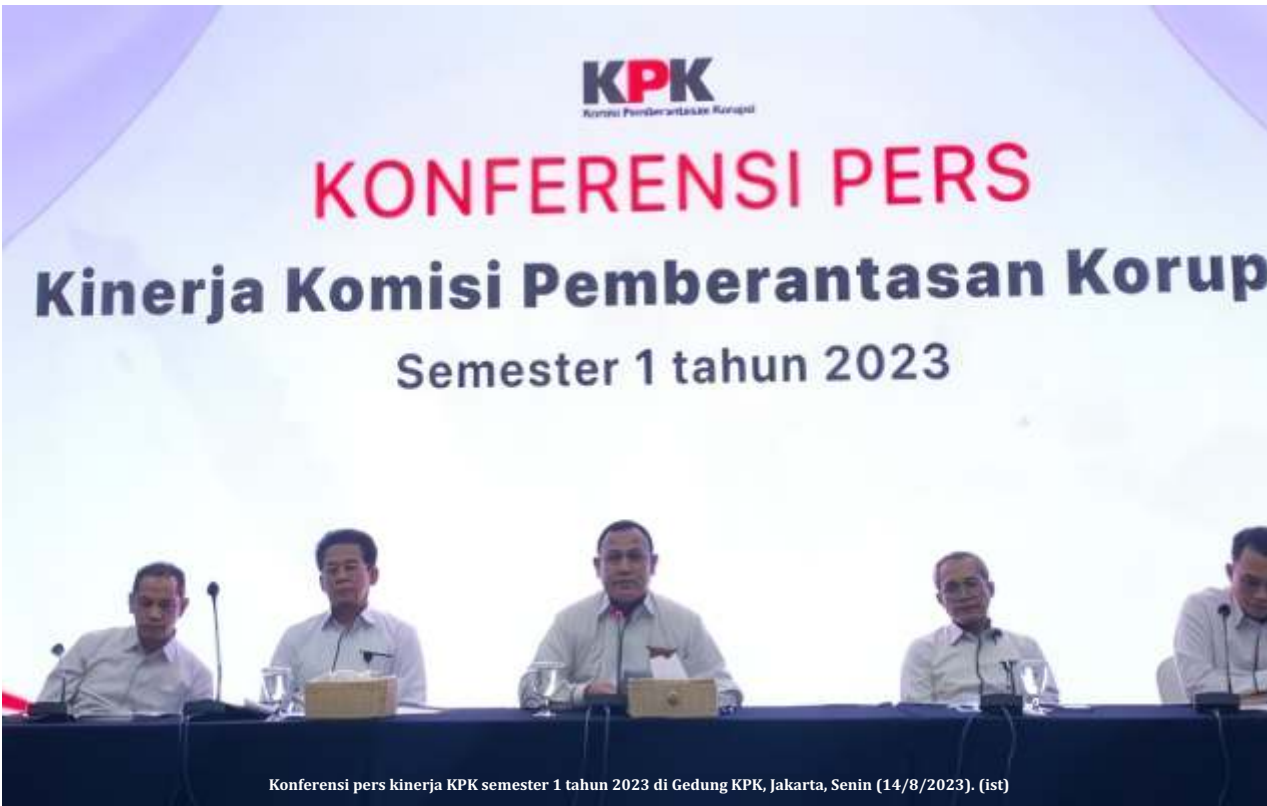 KPK
Komisi Pemberantasan Korupsi
KONFERENSI PERS
Kinerja Komisi Pemberantasan Korup
Semester 1 tahun 2023
Konferensi pers kinerja KPK semester 1 tahun 2023 di Gedung KPK, Jakarta, Senin (14/8/2023). (ist)